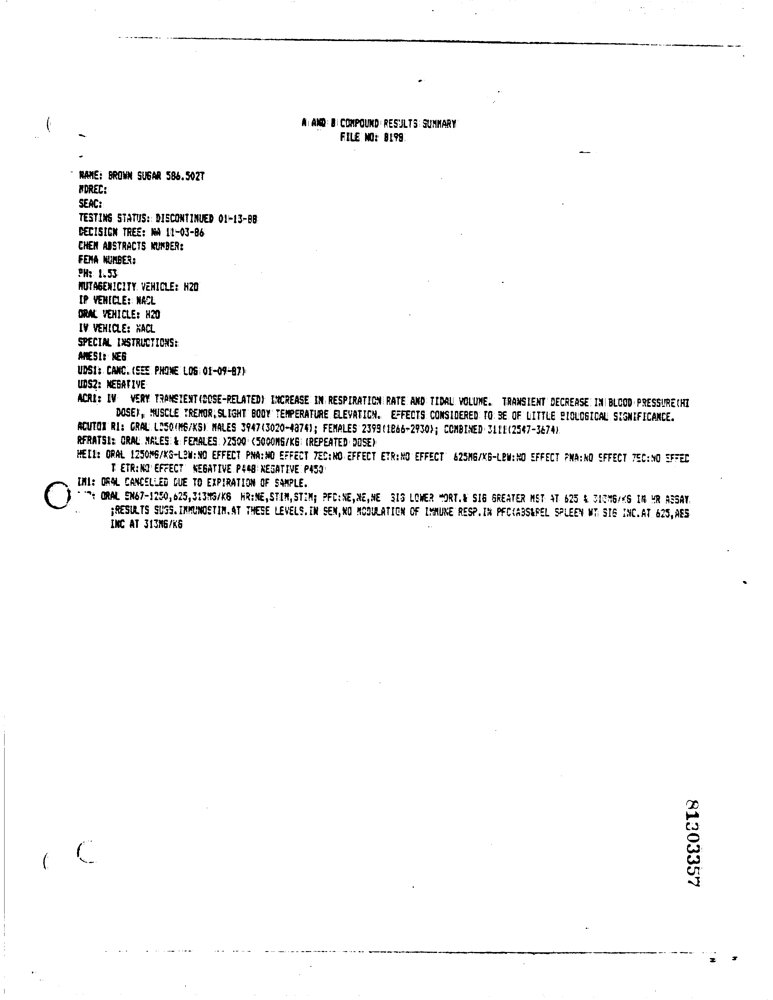 A AND B COMPOUND RESULTS SUMMARY
FILE NO: B198
NAME: BROWN SUGAR 586.502T
MDREC:
SEAC:
TESTING STATUS: DISCONTINUED 01-13-88
DECISION TREE: NA 11-03-86
CHEM ABSTRACTS NUMBER:
FEMA NUMBER:
PH: 1.53
MUTAGENICITY VEHICLE: H2O
IP VEHICLE: NACL
ORAL VEHICLE: H2O
IV VEHICLE: NACL
SPECIAL INSTRUCTIONS:
AMES1: NEG
UDS1: CANC.(SEE PHONE LOG 01-09-87)
UDS2: NEGATIVE
ACR1: IV VERY TRANSIENT(DOSE-RELATED) INCREASE IN RESPIRATION RATE AND TIDAL VOLUME. TRANSIENT DECREASE IN BLOOD PRESSURE(HI
DOSE), MUSCLE TREMOR,SLIGHT BODY TEMPERATURE ELEVATION. EFFECTS CONSIDERED TO BE OF LITTLE BIOLOGICAL SIGNIFICANCE.
ACUTOX R1: ORAL LD50(MG/KG) MALES 3947(3020-4874); FEMALES 2399(1866-2930); COMBINED 3111(2547-3674)
RFRATS1: ORAL MALES & FEMALES >2500 (5000MG/KG (REPEATED DOSE)
HEI1: ORAL 1250MG/KG-LBW:NO EFFECT PNA:NO EFFECT 7EC:NO EFFECT ETR:NO EFFECT 625MG/KG-LBW:NO EFFECT PNA:NO EFFECT 7EC:NO EFFEC
T ETR:NO EFFECT NEGATIVE P448 NEGATIVE P450
IM1: ORAL CANCELLED DUE TO EXPIRATION OF SAMPLE.
ORAL EN67-1250,625,313MG/KG HR:NE,STIM,STIM; PFC:NE,NE,NE SIG LOWER MORT.& SIG GREATER MST AT 625 & 313MG/KG IN HR ASSAY
;RESULTS SUGG.IMMUNOSTIM.AT THESE LEVELS.IN GEN,NO MODULATION OF IMMUNE RESP.IN PFC(ABS&REL SPLEEN WT SIG INC.AT 625,ABS
INC AT 313MG/KG
81303357